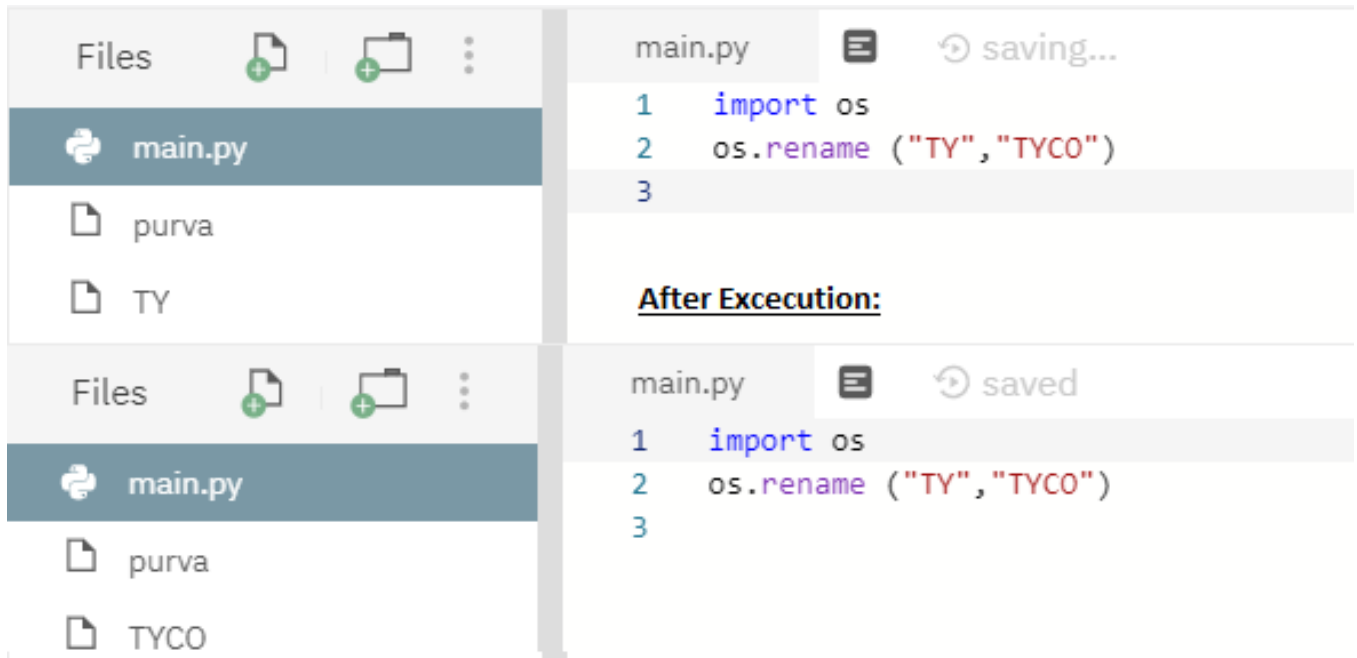 Files
main.py
purva
TY
main.py saving...
1 import os
2 os.rename ("TY","TYCO")
3
After Excecution:
Files
main.py
purva
TYCO
main.py saved
1 import os
2 os.rename ("TY","TYCO")
3